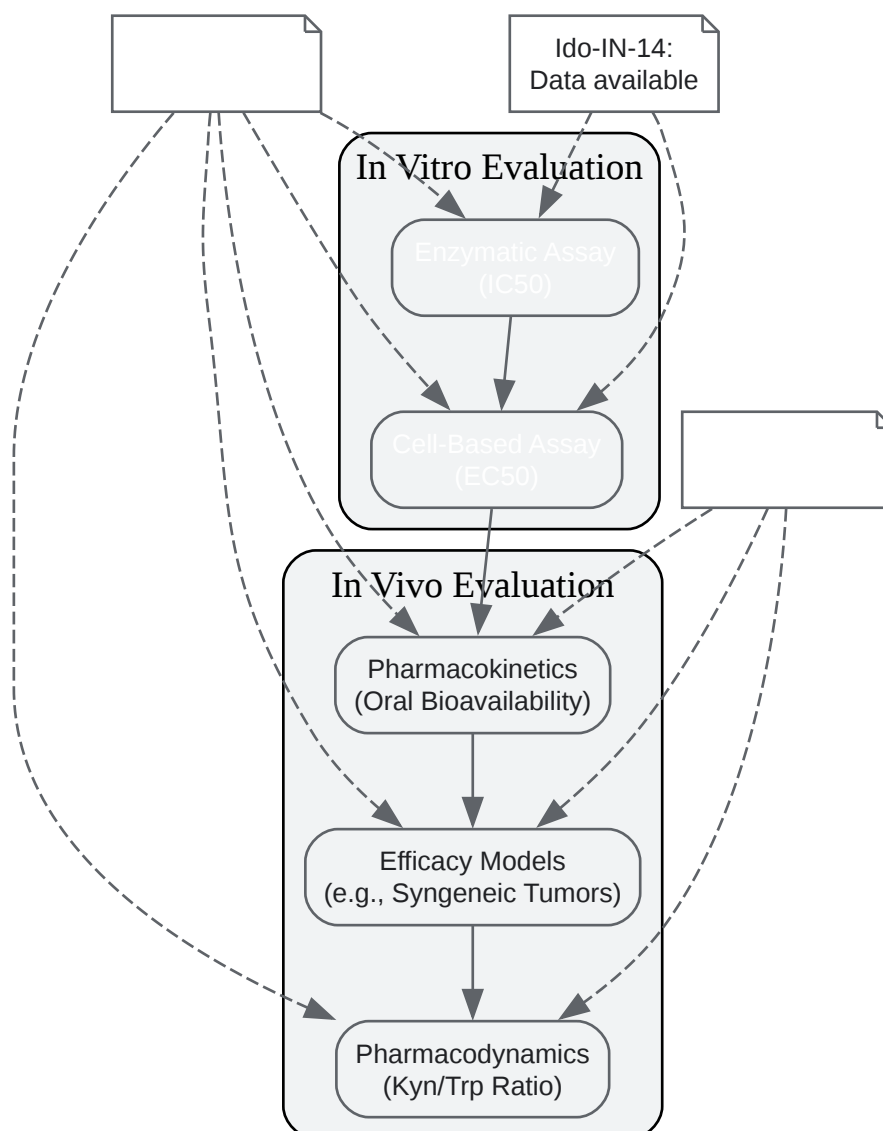 Ido-IN-14:
Data available
In Vitro Evaluation
Enzymatic Assay
(IC50)
Cell-Based Assay
(EC50)
In Vivo Evaluation
Pharmacokinetics
(Oral Bioavailability)
Efficacy Models
(e.g., Syngeneic Tumors)
Pharmacodynamics
(Kyn/Trp Ratio)